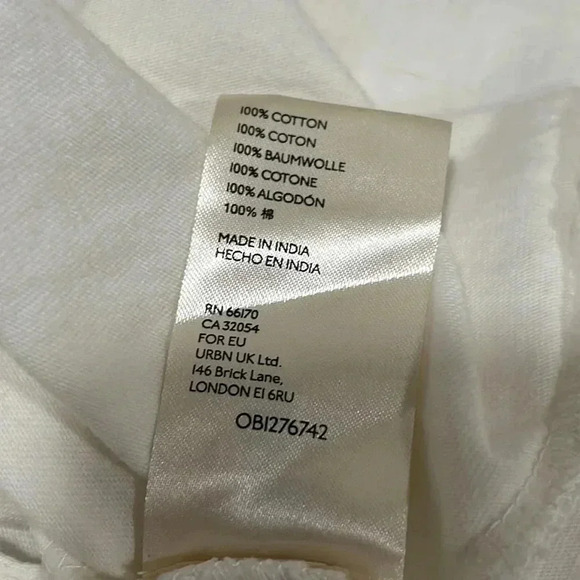 100% COTTON
100% COTON
100% BAUMWOLLE
100% COTONE
100% ALGODÓN
100% 棉
MADE IN INDIA
HECHO EN INDIA
RN 66170
CA 32054
FOR EU
URBN UK Ltd.
146 Brick Lane,
LONDON E1 6RU
OB1276742